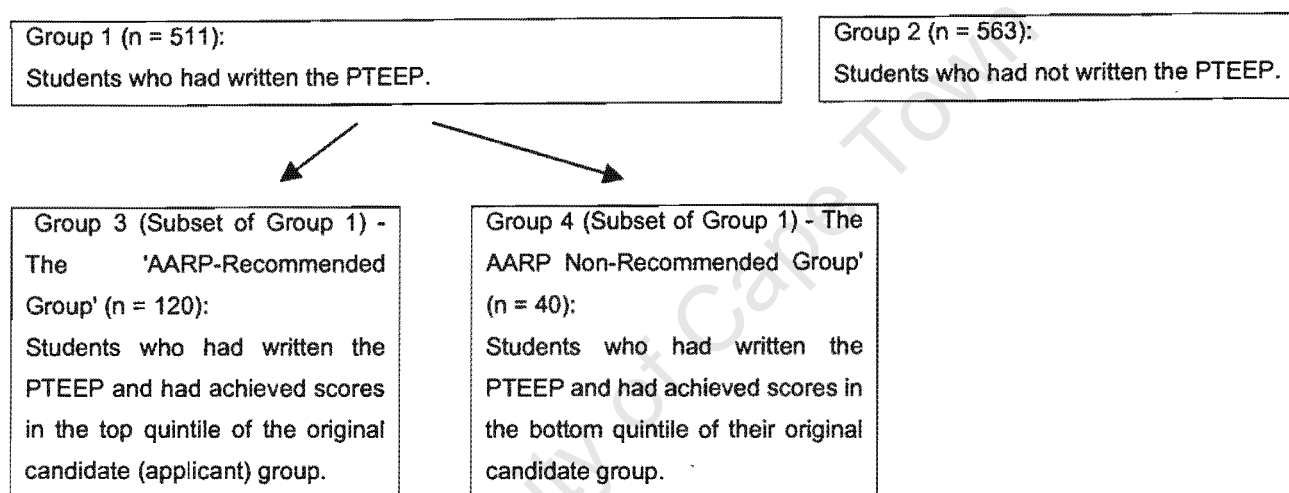 Group 1 (n = 511):
Students who had written the PTEEP.
Group 2 (n = 563):
Students who had not written the PTEEP.
Group 3 (Subset of Group 1) -
The 'AARP-Recommended
Group' (n = 120):
Students who had written the
PTEEP and had achieved scores
in the top quintile of the original
candidate (applicant) group.
Group 4 (Subset of Group 1) - The
AARP Non-Recommended Group'
(n = 40):
Students who had written the
PTEEP and had achieved scores in
the bottom quintile of their original
candidate group.
of Cape Town